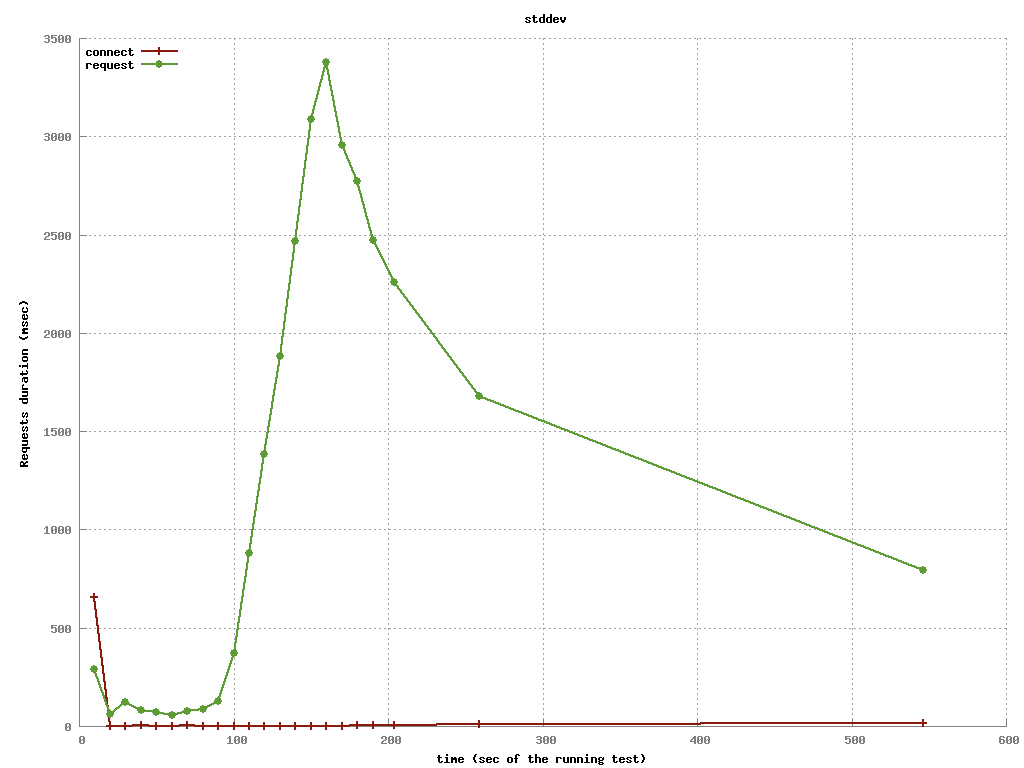 stddev
3500
connect
request
3000
2500
2000
Requests duration (msec)
1500
1000
500
0
0 100 200 300 400 500 600
time (sec of the running test)